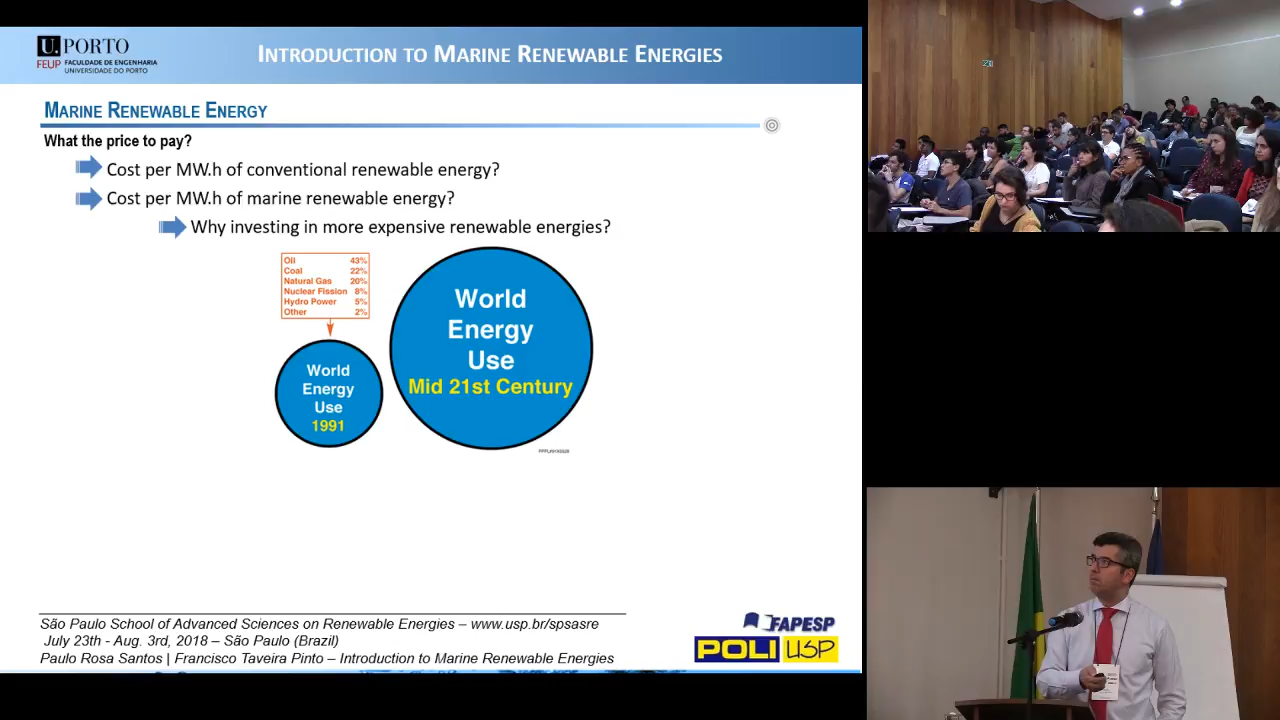 U.PORTO
FEUP FACULDADE DE ENGENHARIA
UNIVERSIDADE DO PORTO
INTRODUCTION TO MARINE RENEWABLE ENERGIES
MARINE RENEWABLE ENERGY
What the price to pay?
Cost per MW.h of conventional renewable energy?
Cost per MW.h of marine renewable energy?
Why investing in more expensive renewable energies?
Oil 43%
Coal 22%
Natural Gas 20%
Nuclear Fission 8%
Hydro Power 5%
Other 2%
World
Energy
Use
1991
World
Energy
Use
Mid 21st Century
São Paulo School of Advanced Sciences on Renewable Energies – www.usp.br/spsasre
July 23th - Aug. 3rd, 2018 – São Paulo (Brazil)
Paulo Rosa Santos | Francisco Taveira Pinto – Introduction to Marine Renewable Energies
FAPESP
POLI USP